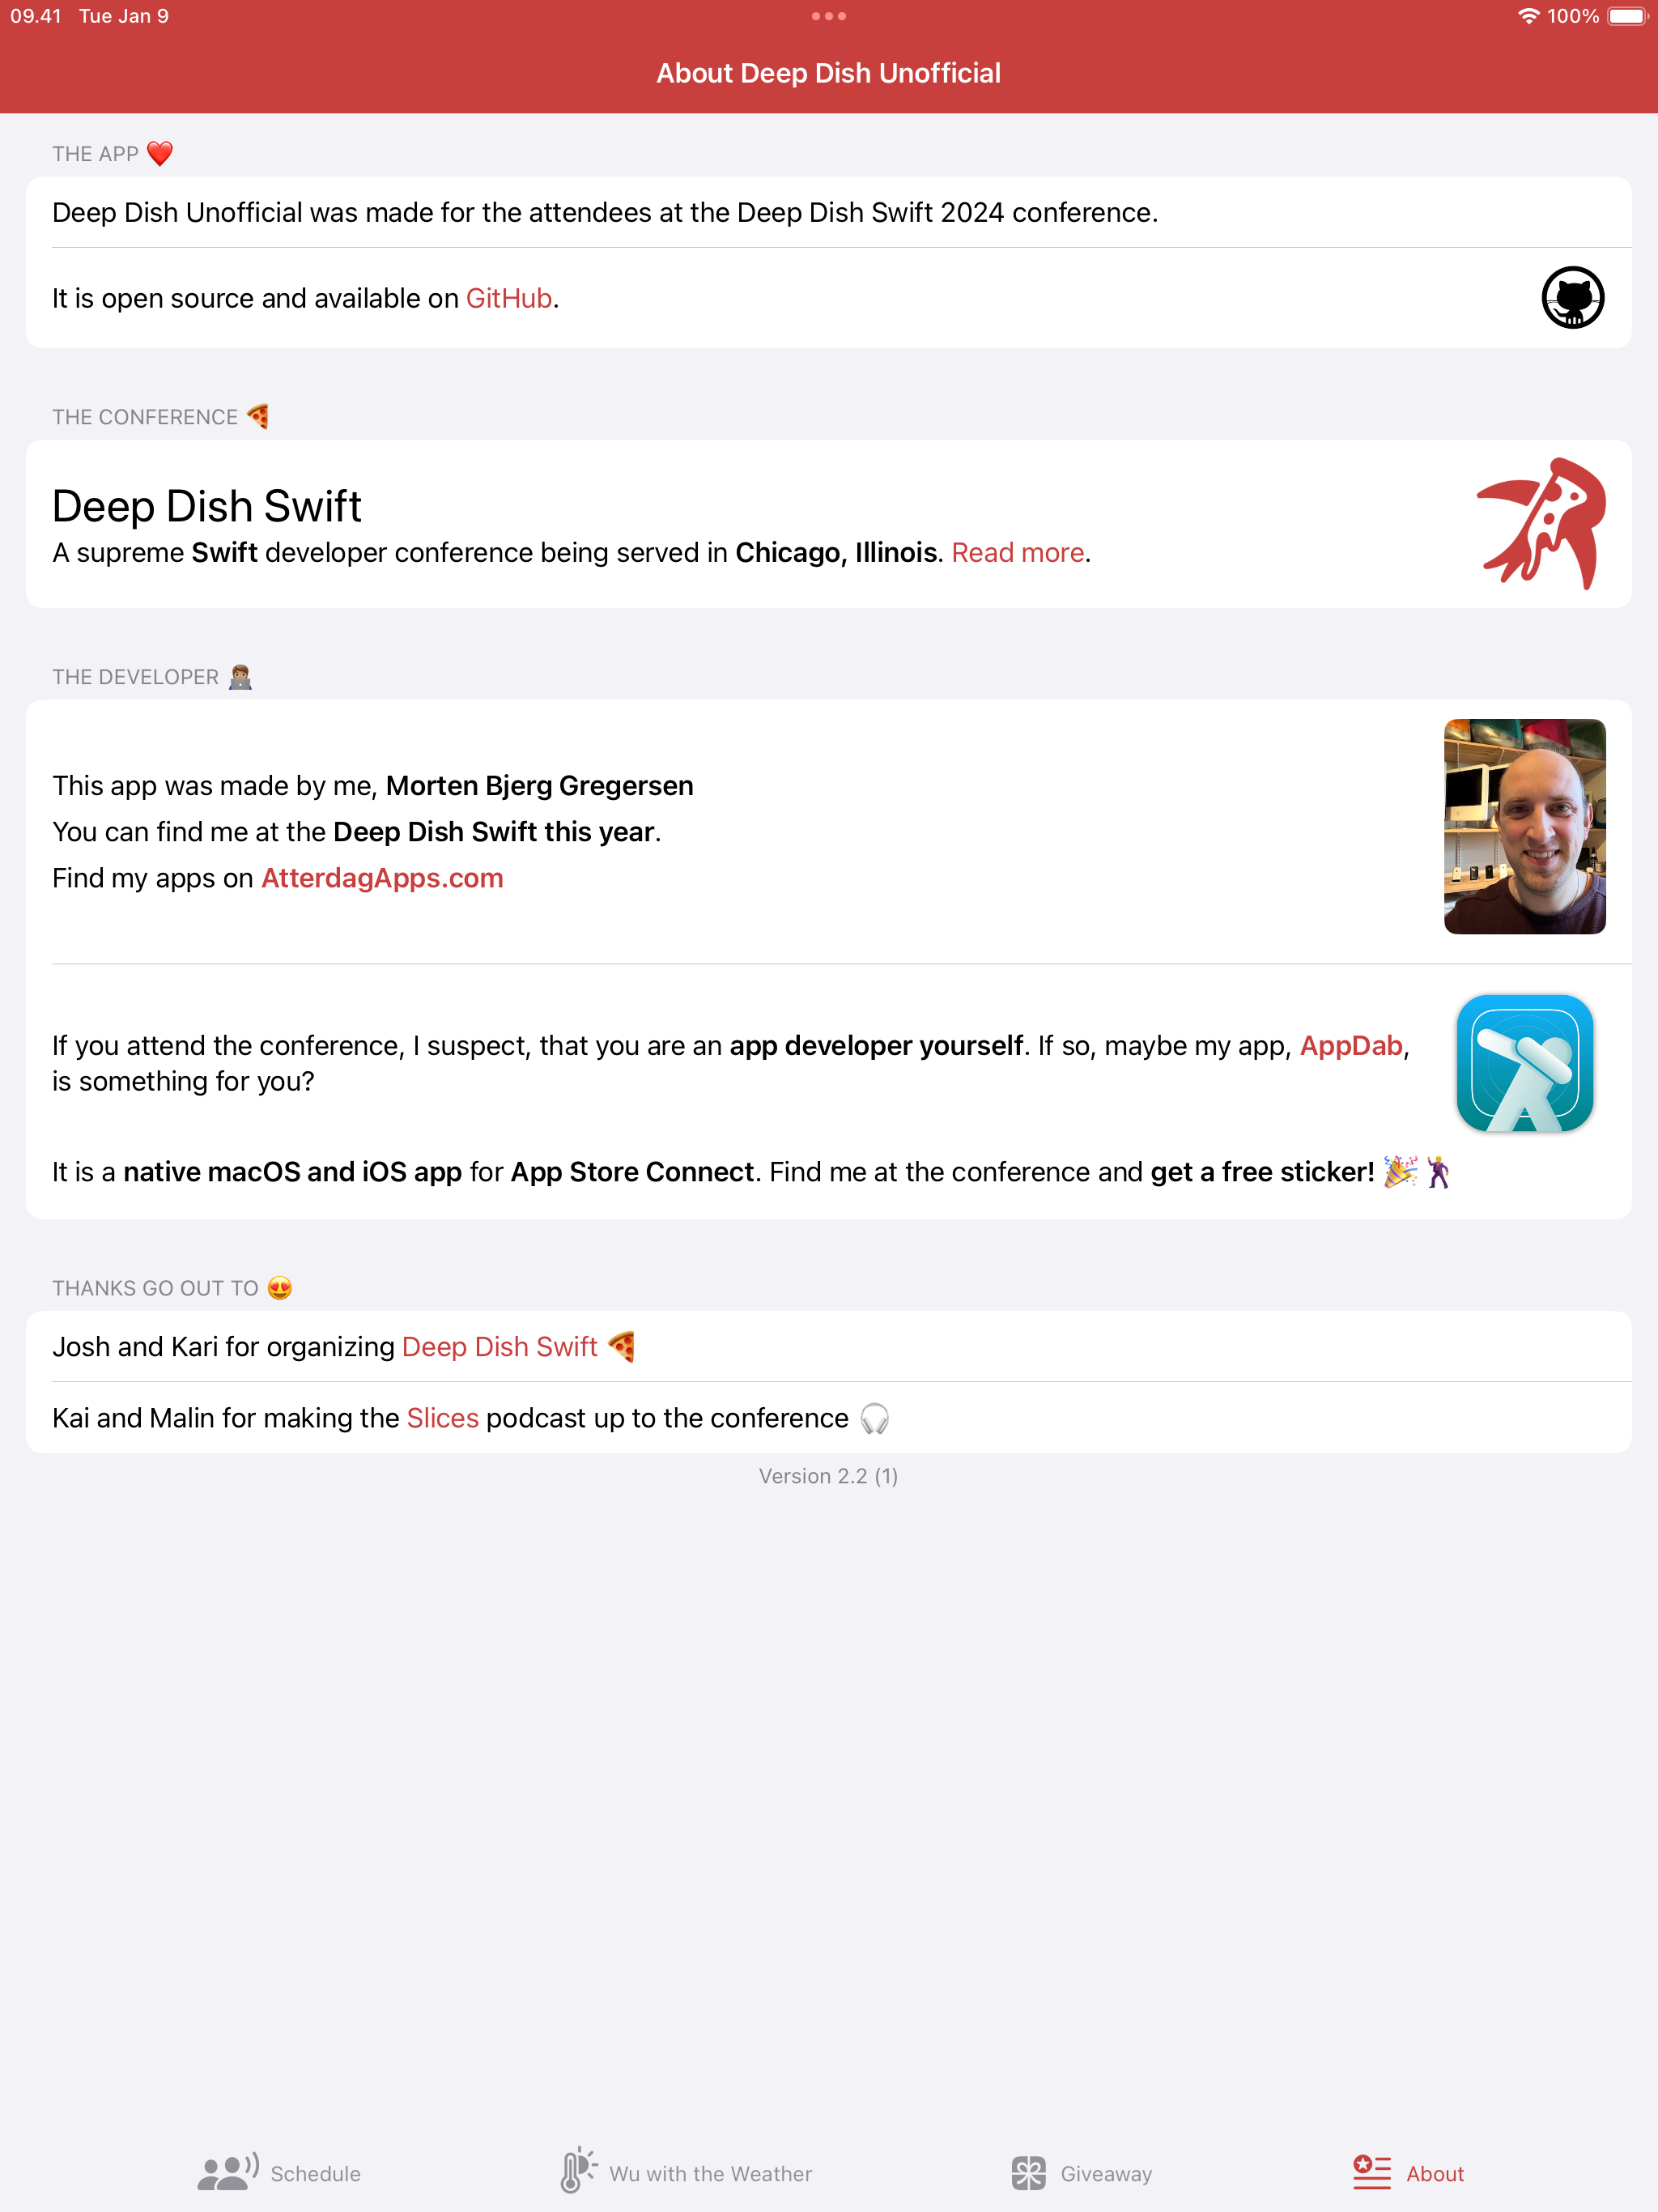 09.41 Tue Jan 9
100%
About Deep Dish Unofficial
THE APP ❤️
Deep Dish Unofficial was made for the attendees at the Deep Dish Swift 2024 conference.
It is open source and available on GitHub.
THE CONFERENCE 🍕
Deep Dish Swift
A supreme Swift developer conference being served in Chicago, Illinois. Read more.
THE DEVELOPER 🧑🏽‍💻
This app was made by me, Morten Bjerg Gregersen
You can find me at the Deep Dish Swift this year.
Find my apps on AtterdagApps.com
If you attend the conference, I suspect, that you are an app developer yourself. If so, maybe my app, AppDab,
is something for you?
It is a native macOS and iOS app for App Store Connect. Find me at the conference and get a free sticker! 🎉🕺
THANKS GO OUT TO 😍
Josh and Kari for organizing Deep Dish Swift 🍕
Kai and Malin for making the Slices podcast up to the conference 🎧
Version 2.2 (1)
Schedule
Wu with the Weather
Giveaway
About